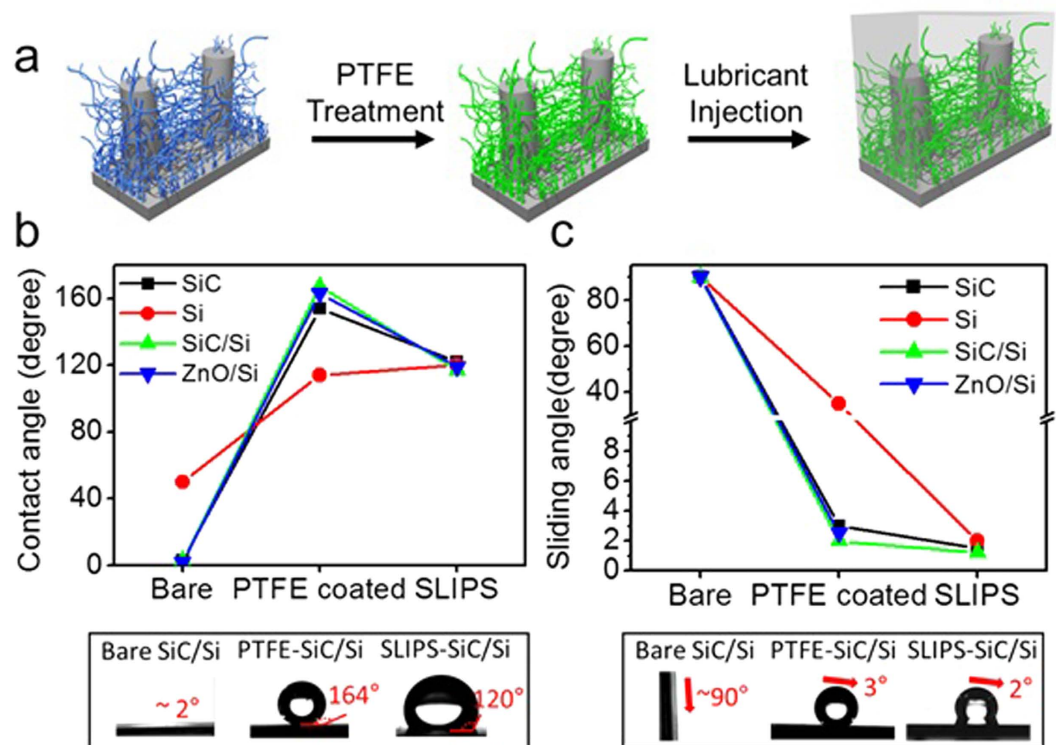 a
PTFE
Treatment
Lubricant
Injection
b
Contact angle (degree)
160
120
80
40
0
SiC
Si
SiC/Si
ZnO/Si
Bare PTFE coated SLIPS
c
Sliding angle(degree)
80
60
40
8
6
4
2
0
SiC
Si
SiC/Si
ZnO/Si
Bare PTFE coated SLIPS
Bare SiC/Si PTFE-SiC/Si SLIPS-SiC/Si
~ 2° 164° 120°
Bare SiC/Si PTFE-SiC/Si SLIPS-SiC/Si
~90° 3° 2°